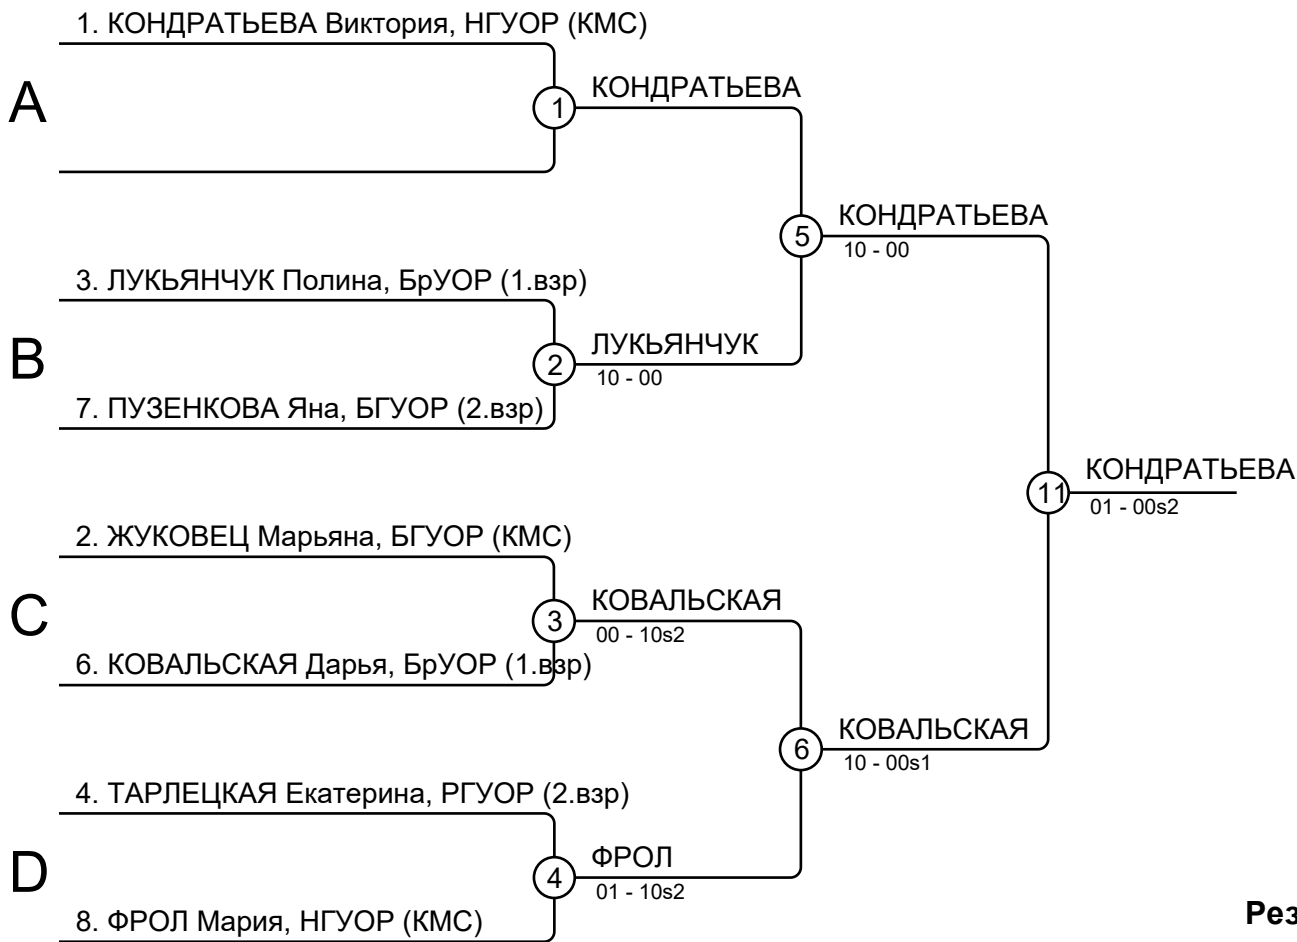 1. КОНДРАТЬЕВА Виктория, НГУОР (КМС)
A
1
КОНДРАТЬЕВА
5
КОНДРАТЬЕВА
10 - 00
3. ЛУКЬЯНЧУК Полина, БрУОР (1.взр)
B
2
ЛУКЬЯНЧУК
10 - 00
7. ПУЗЕНКОВА Яна, БГУОР (2.взр)
11
КОНДРАТЬЕВА
01 - 00s2
2. ЖУКОВЕЦ Марьяна, БГУОР (КМС)
C
3
КОВАЛЬСКАЯ
00 - 10s2
6. КОВАЛЬСКАЯ Дарья, БрУОР (1.взр)
6
КОВАЛЬСКАЯ
10 - 00s1
4. ТАРЛЕЦКАЯ Екатерина, РГУОР (2.взр)
D
4
ФРОЛ
01 - 10s2
8. ФРОЛ Мария, НГУОР (КМС)
Рез